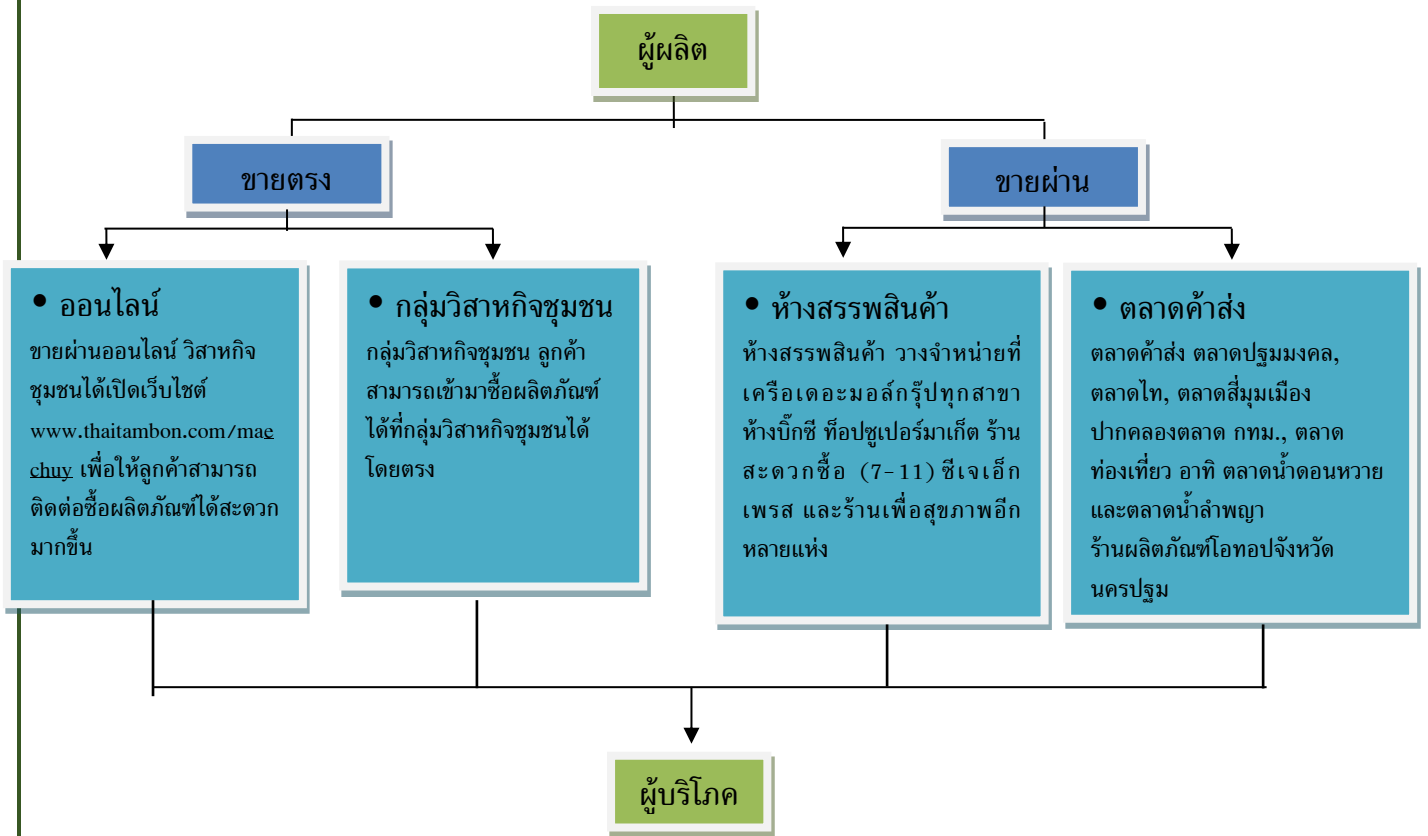 ผู้ผลิต
ขายตรง
ขายผ่าน
• ออนไลน์
ขายผ่านออนไลน์ วิสาหกิจ
ชุมชนได้เปิดเว็บไซต์
www.thaitambon.com/mae
chuy เพื่อให้ลูกค้าสามารถ
ติดต่อซื้อผลิตภัณฑ์ได้สะดวก
มากขึ้น
• กลุ่มวิสาหกิจชุมชน
กลุ่มวิสาหกิจชุมชน ลูกค้า
สามารถเข้ามาซื้อผลิตภัณฑ์
ได้ที่กลุ่มวิสาหกิจชุมชนได้
โดยตรง
• ห้างสรรพสินค้า
ห้างสรรพสินค้า วางจำหน่ายที่
เครือเดอะมอล์กรุ๊ปทุกสาขา
ห้างบิ๊กซี ท็อปซูเปอร์มาเก็ต ร้าน
สะดวกซื้อ (7-11) ซีเจเอ็ก
เพรส และร้านเพื่อสุขภาพอีก
หลายแห่ง
• ตลาดค้าส่ง
ตลาดค้าส่ง ตลาดปฐมมงคล,
ตลาดไท, ตลาดสี่มุมเมือง
ปากคลองตลาด กทม., ตลาด
ท่องเที่ยว อาทิ ตลาดน้ำดอนหวาย
และตลาดน้ำลำพญา
ร้านผลิตภัณฑ์โอทอปจังหวัด
นครปฐม
ผู้บริโภค